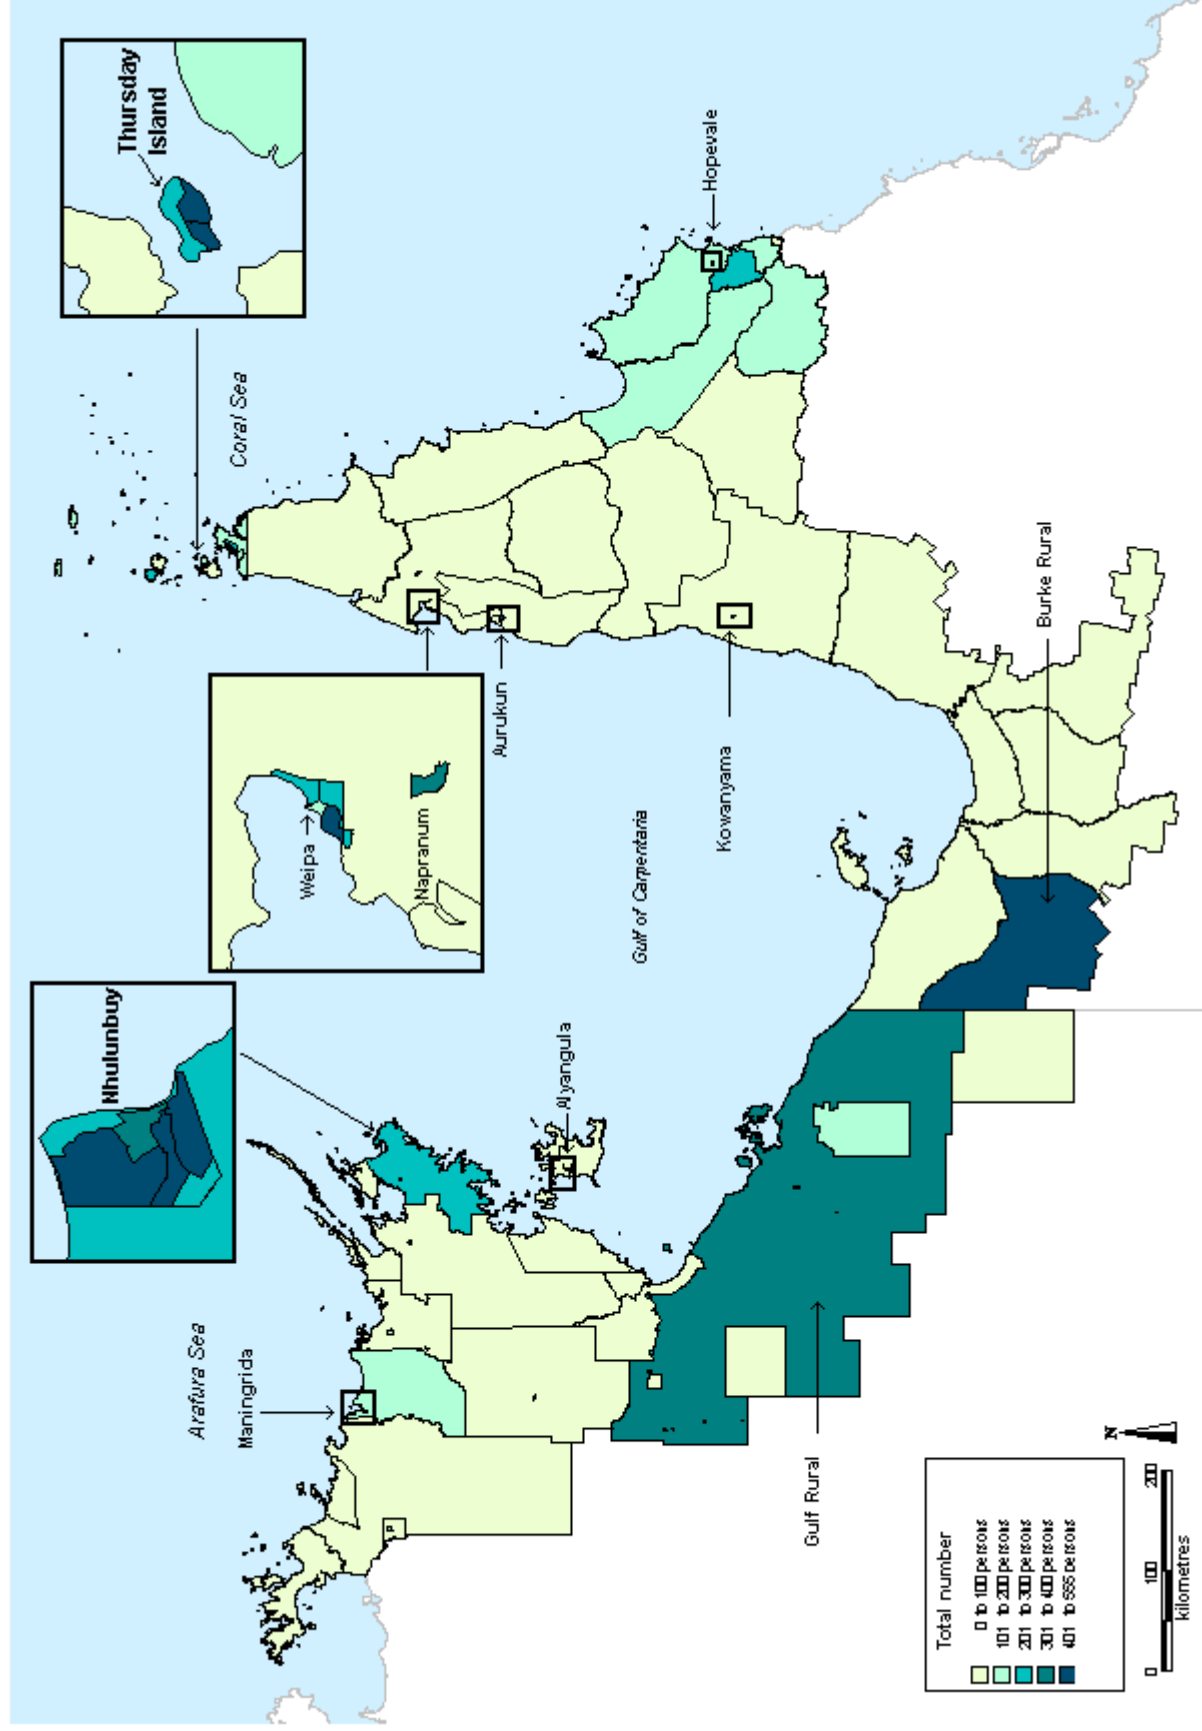 Arafura Sea
Maningrida
Nhulunbuy
Weipa
Napranum
Coral Sea
Thursday
Island
Aurukun
Alyangula
Gulf of Carpentaria
Kowanyama
Hopevale
Gulf Rural
Burke Rural
Total number
0 to 100 persons
101 to 200 persons
201 to 300 persons
301 to 400 persons
401 to 555 persons
N
0 100 200
kilometres